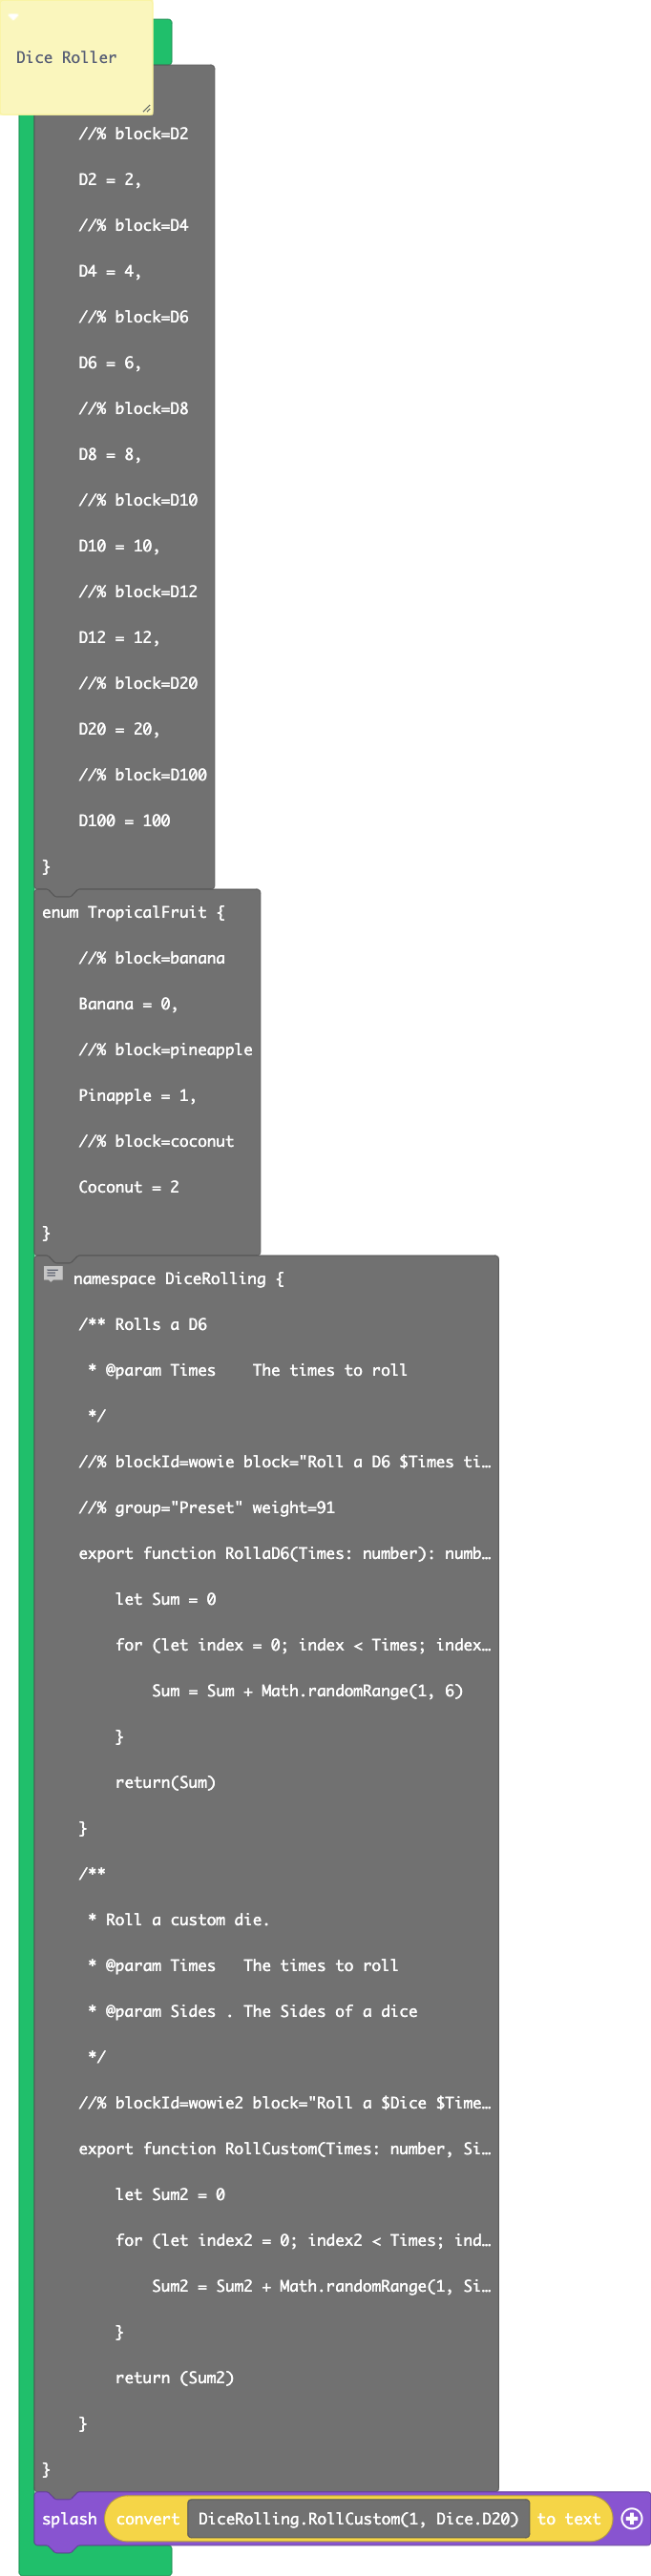 Dice Roller
//% block=D2
D2 = 2,
//% block=D4
D4 = 4,
//% block=D6
D6 = 6,
//% block=D8
D8 = 8,
//% block=D10
D10 = 10,
//% block=D12
D12 = 12,
//% block=D20
D20 = 20,
//% block=D100
D100 = 100
}
enum TropicalFruit {
//% block=banana
Banana = 0,
//% block=pineapple
Pinapple = 1,
//% block=coconut
Coconut = 2
}
namespace DiceRolling {
/** Rolls a D6
* @param Times    The times to roll
*/
//% blockId=wowie block="Roll a D6 $Times ti…
//% group="Preset" weight=91
export function RollaD6(Times: number): numb…
let Sum = 0
for (let index = 0; index < Times; index…
Sum = Sum + Math.randomRange(1, 6)
}
return(Sum)
}
/**
* Roll a custom die.
* @param Times   The times to roll
* @param Sides . The Sides of a dice
*/
//% blockId=wowie2 block="Roll a $Dice $Time…
export function RollCustom(Times: number, Si…
let Sum2 = 0
for (let index2 = 0; index2 < Times; ind…
Sum2 = Sum2 + Math.randomRange(1, Si…
}
return (Sum2)
}
}
splash convert DiceRolling.RollCustom(1, Dice.D20) to text